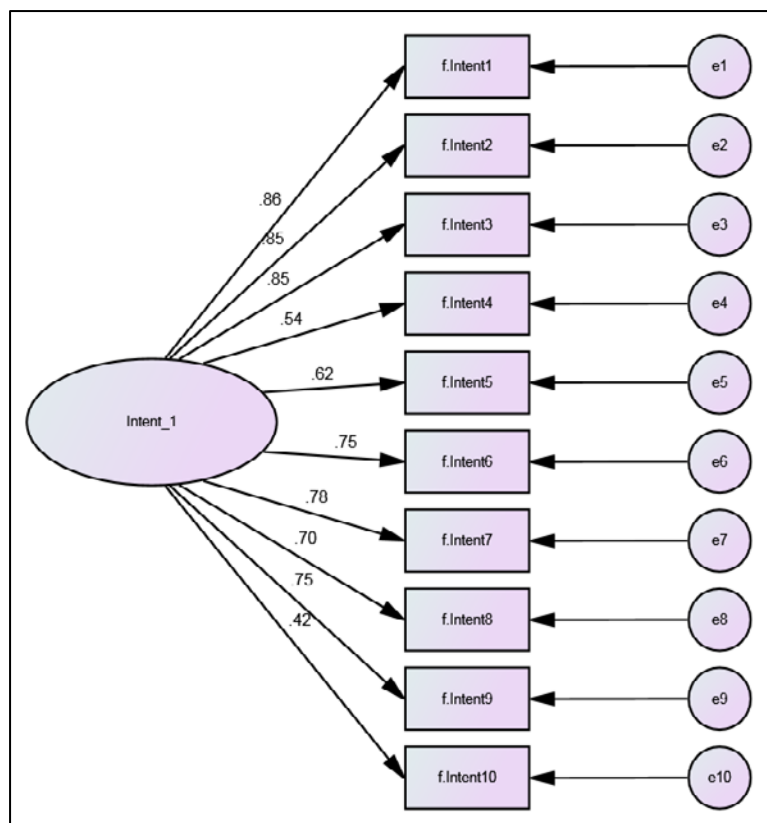 f.Intent1
e1
f.Intent2
e2
.86
.85
f.Intent3
e3
.85
f.Intent4
e4
.54
.62
f.Intent5
e5
Intent_1
.75
f.Intent6
e6
.78
f.Intent7
e7
.70
.75
.42
f.Intent8
e8
f.Intent9
e9
f.Intent10
e10